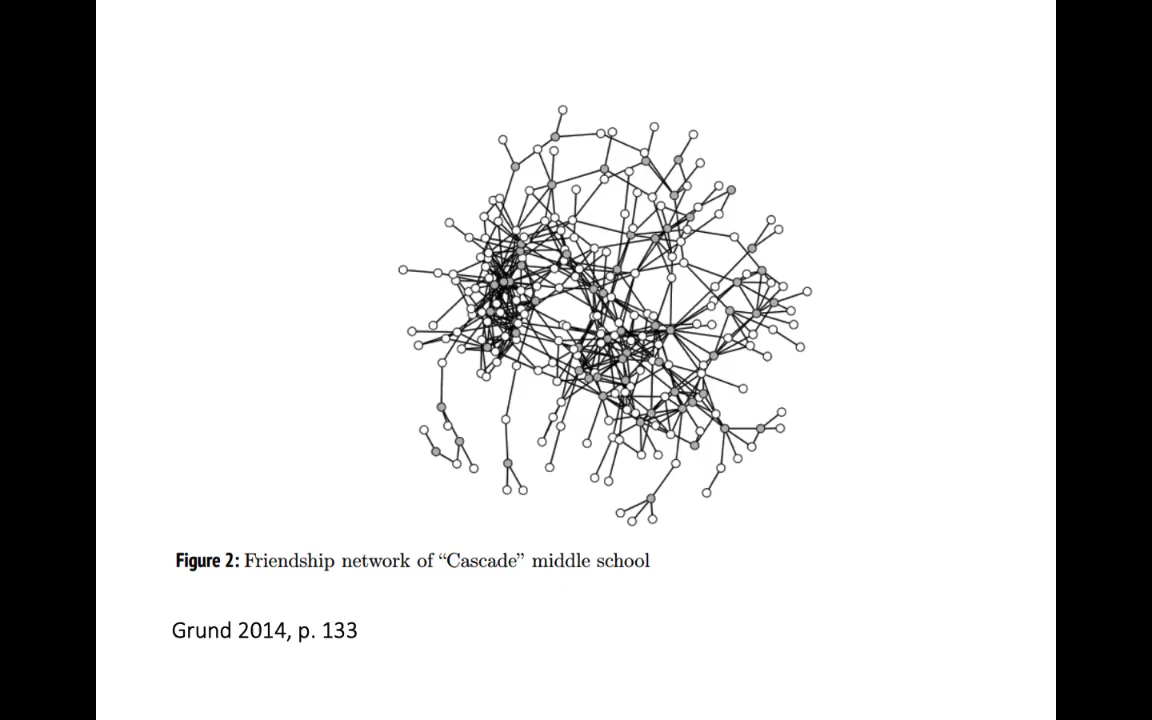 Figure 2: Friendship network of “Cascade” middle school
Grund 2014, p. 133